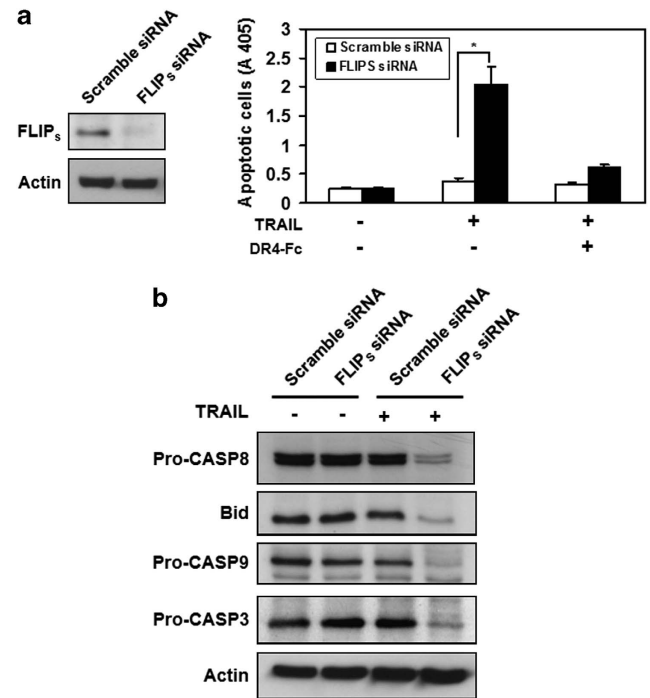 a
Scramble siRNA
FLIPS siRNA
FLIPS
Actin
Apoptotic cells (A 405)
3
2.5
2
1.5
1
0.5
0
Scramble siRNA
FLIPS siRNA
*
TRAIL - + +
DR4-Fc - - +
b
Scramble siRNA
FLIPS siRNA
Scramble siRNA
FLIPS siRNA
TRAIL - - + +
Pro-CASP8
Bid
Pro-CASP9
Pro-CASP3
Actin